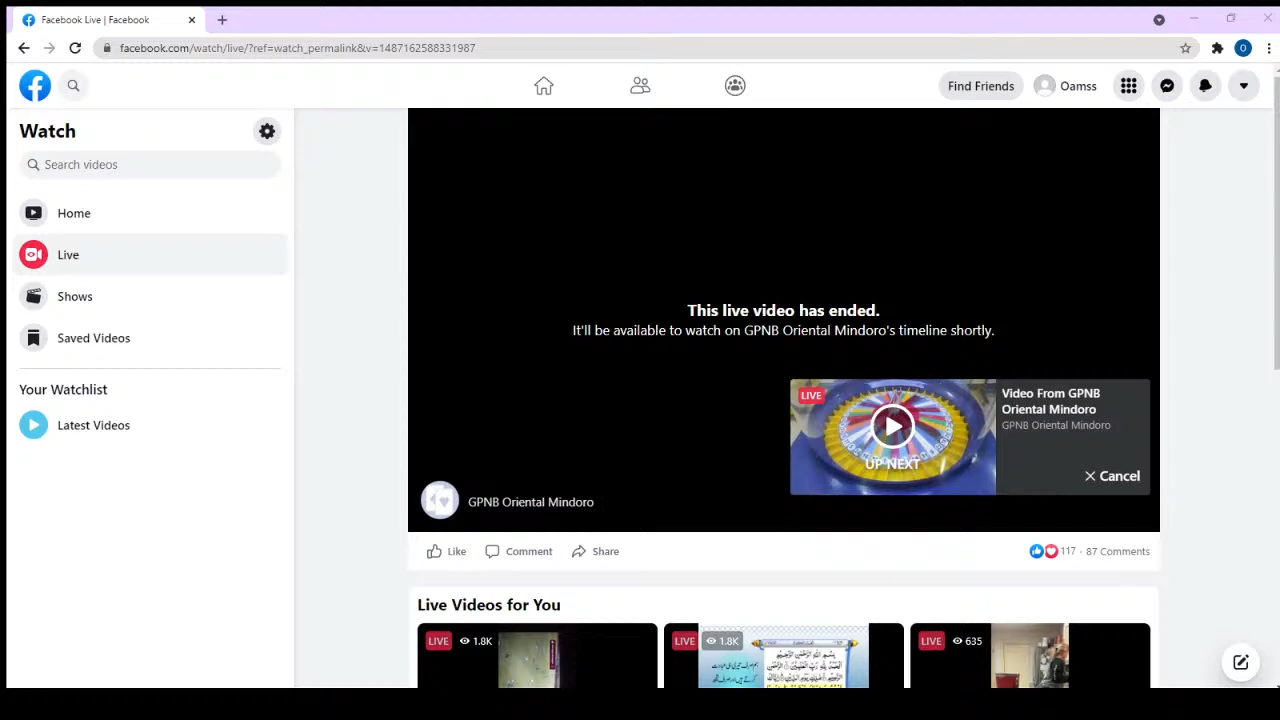 Facebook Live | Facebook
facebook.com/watch/live/?ref=watch_permalink&v=1487162588331987
O
Find Friends
Oamss
Watch
Search videos
Home
Live
Shows
Saved Videos
Your Watchlist
Latest Videos
This live video has ended.
It'll be available to watch on GPNB Oriental Mindoro's timeline shortly.
LIVE
UP NEXT
Video From GPNB
Oriental Mindoro
GPNB Oriental Mindoro
Cancel
GPNB Oriental Mindoro
Like
Comment
Share
117 · 87 Comments
Live Videos for You
LIVE 1.8K
LIVE 1.8K
بِسْمِ اللهِ الرَّحْمٰنِ الرَّحِيْمِ
LIVE 635